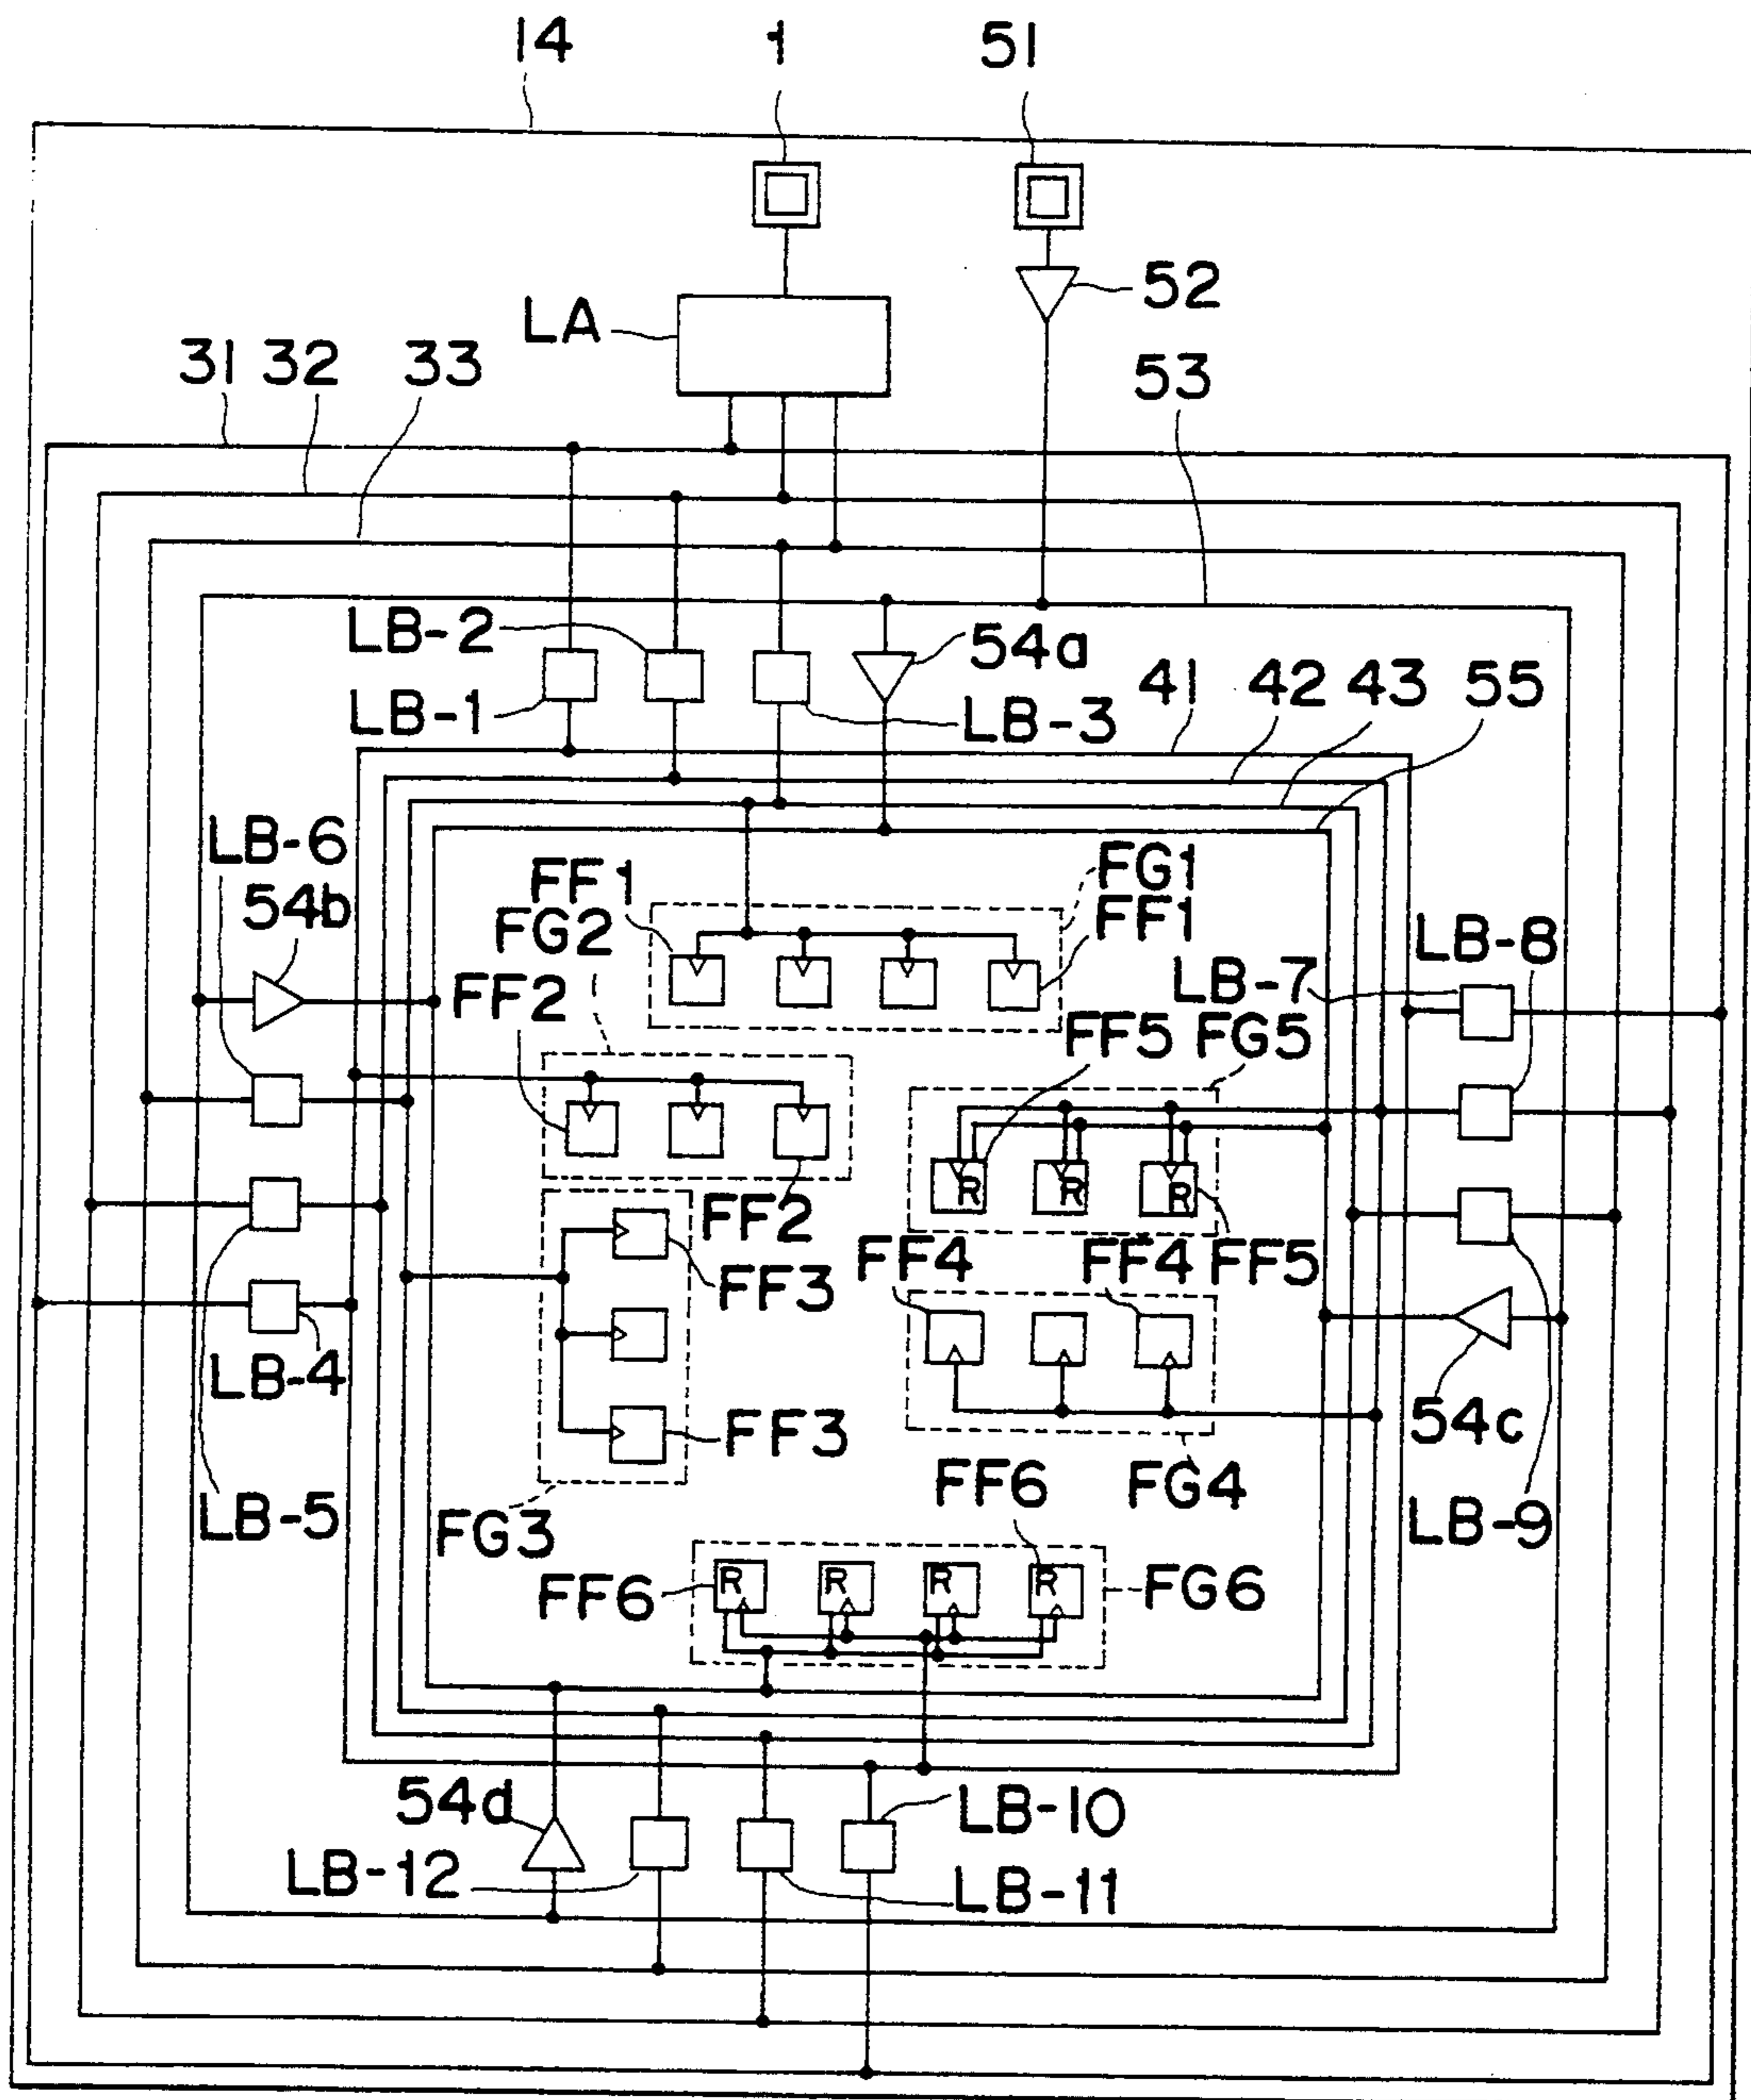 14 1 51
52
LA
31 32 33 53
LB-2 54a
LB-1 LB-3 41 42 43 55
LB-6
54b
FF1 FG1
FG2 FF1
FF2 LB-7 LB-8
FF5 FG5
R R R
FF2
FF3 FF4 FF4 FF5
LB-4
54c
FF3
LB-5 FG3 FF6 FG4 LB-9
R R R R
FF6 FG6
54d LB-10
LB-12 LB-11